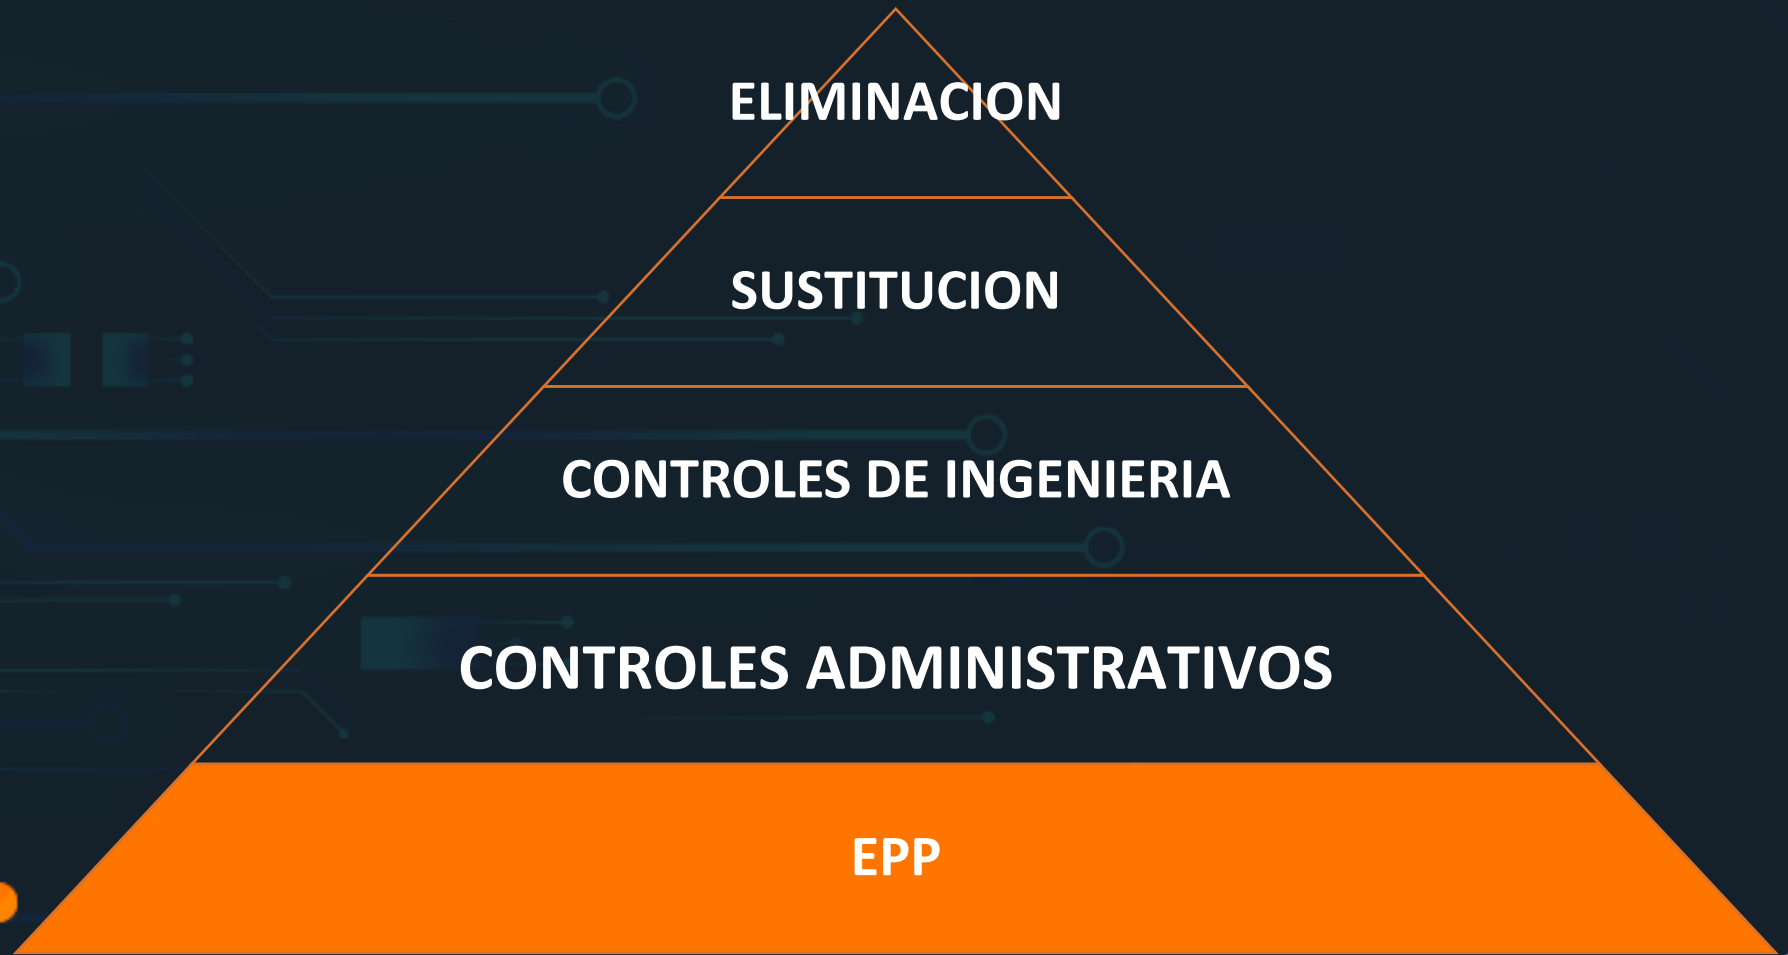 ELIMINACION
SUSTITUCION
CONTROLES DE INGENIERIA
CONTROLES ADMINISTRATIVOS
EPP